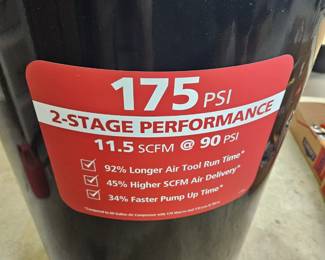 175 PSI
2-STAGE PERFORMANCE
11.5 SCFM @ 90 PSI
92% Longer Air Tool Run Time*
45% Higher SCFM Air Delivery*
34% Faster Pump Up Time*